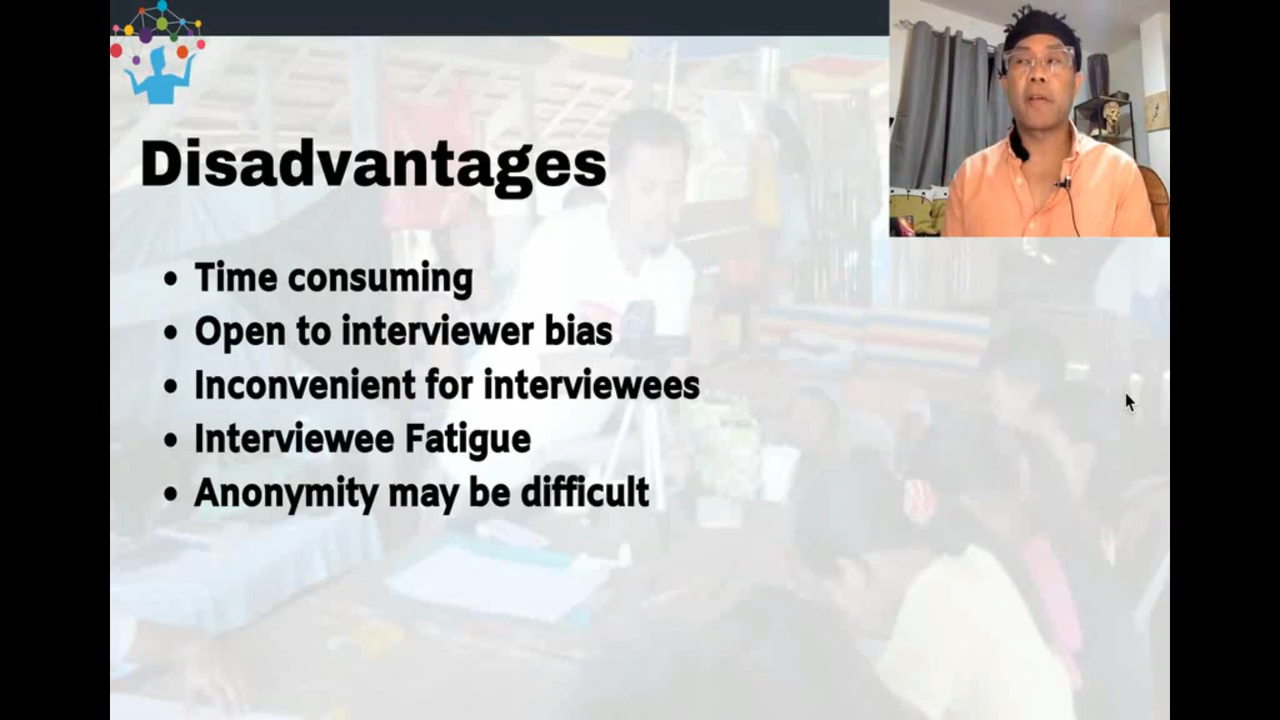 Disadvantages
• Time consuming
• Open to interviewer bias
• Inconvenient for interviewees
• Interviewee Fatigue
• Anonymity may be difficult